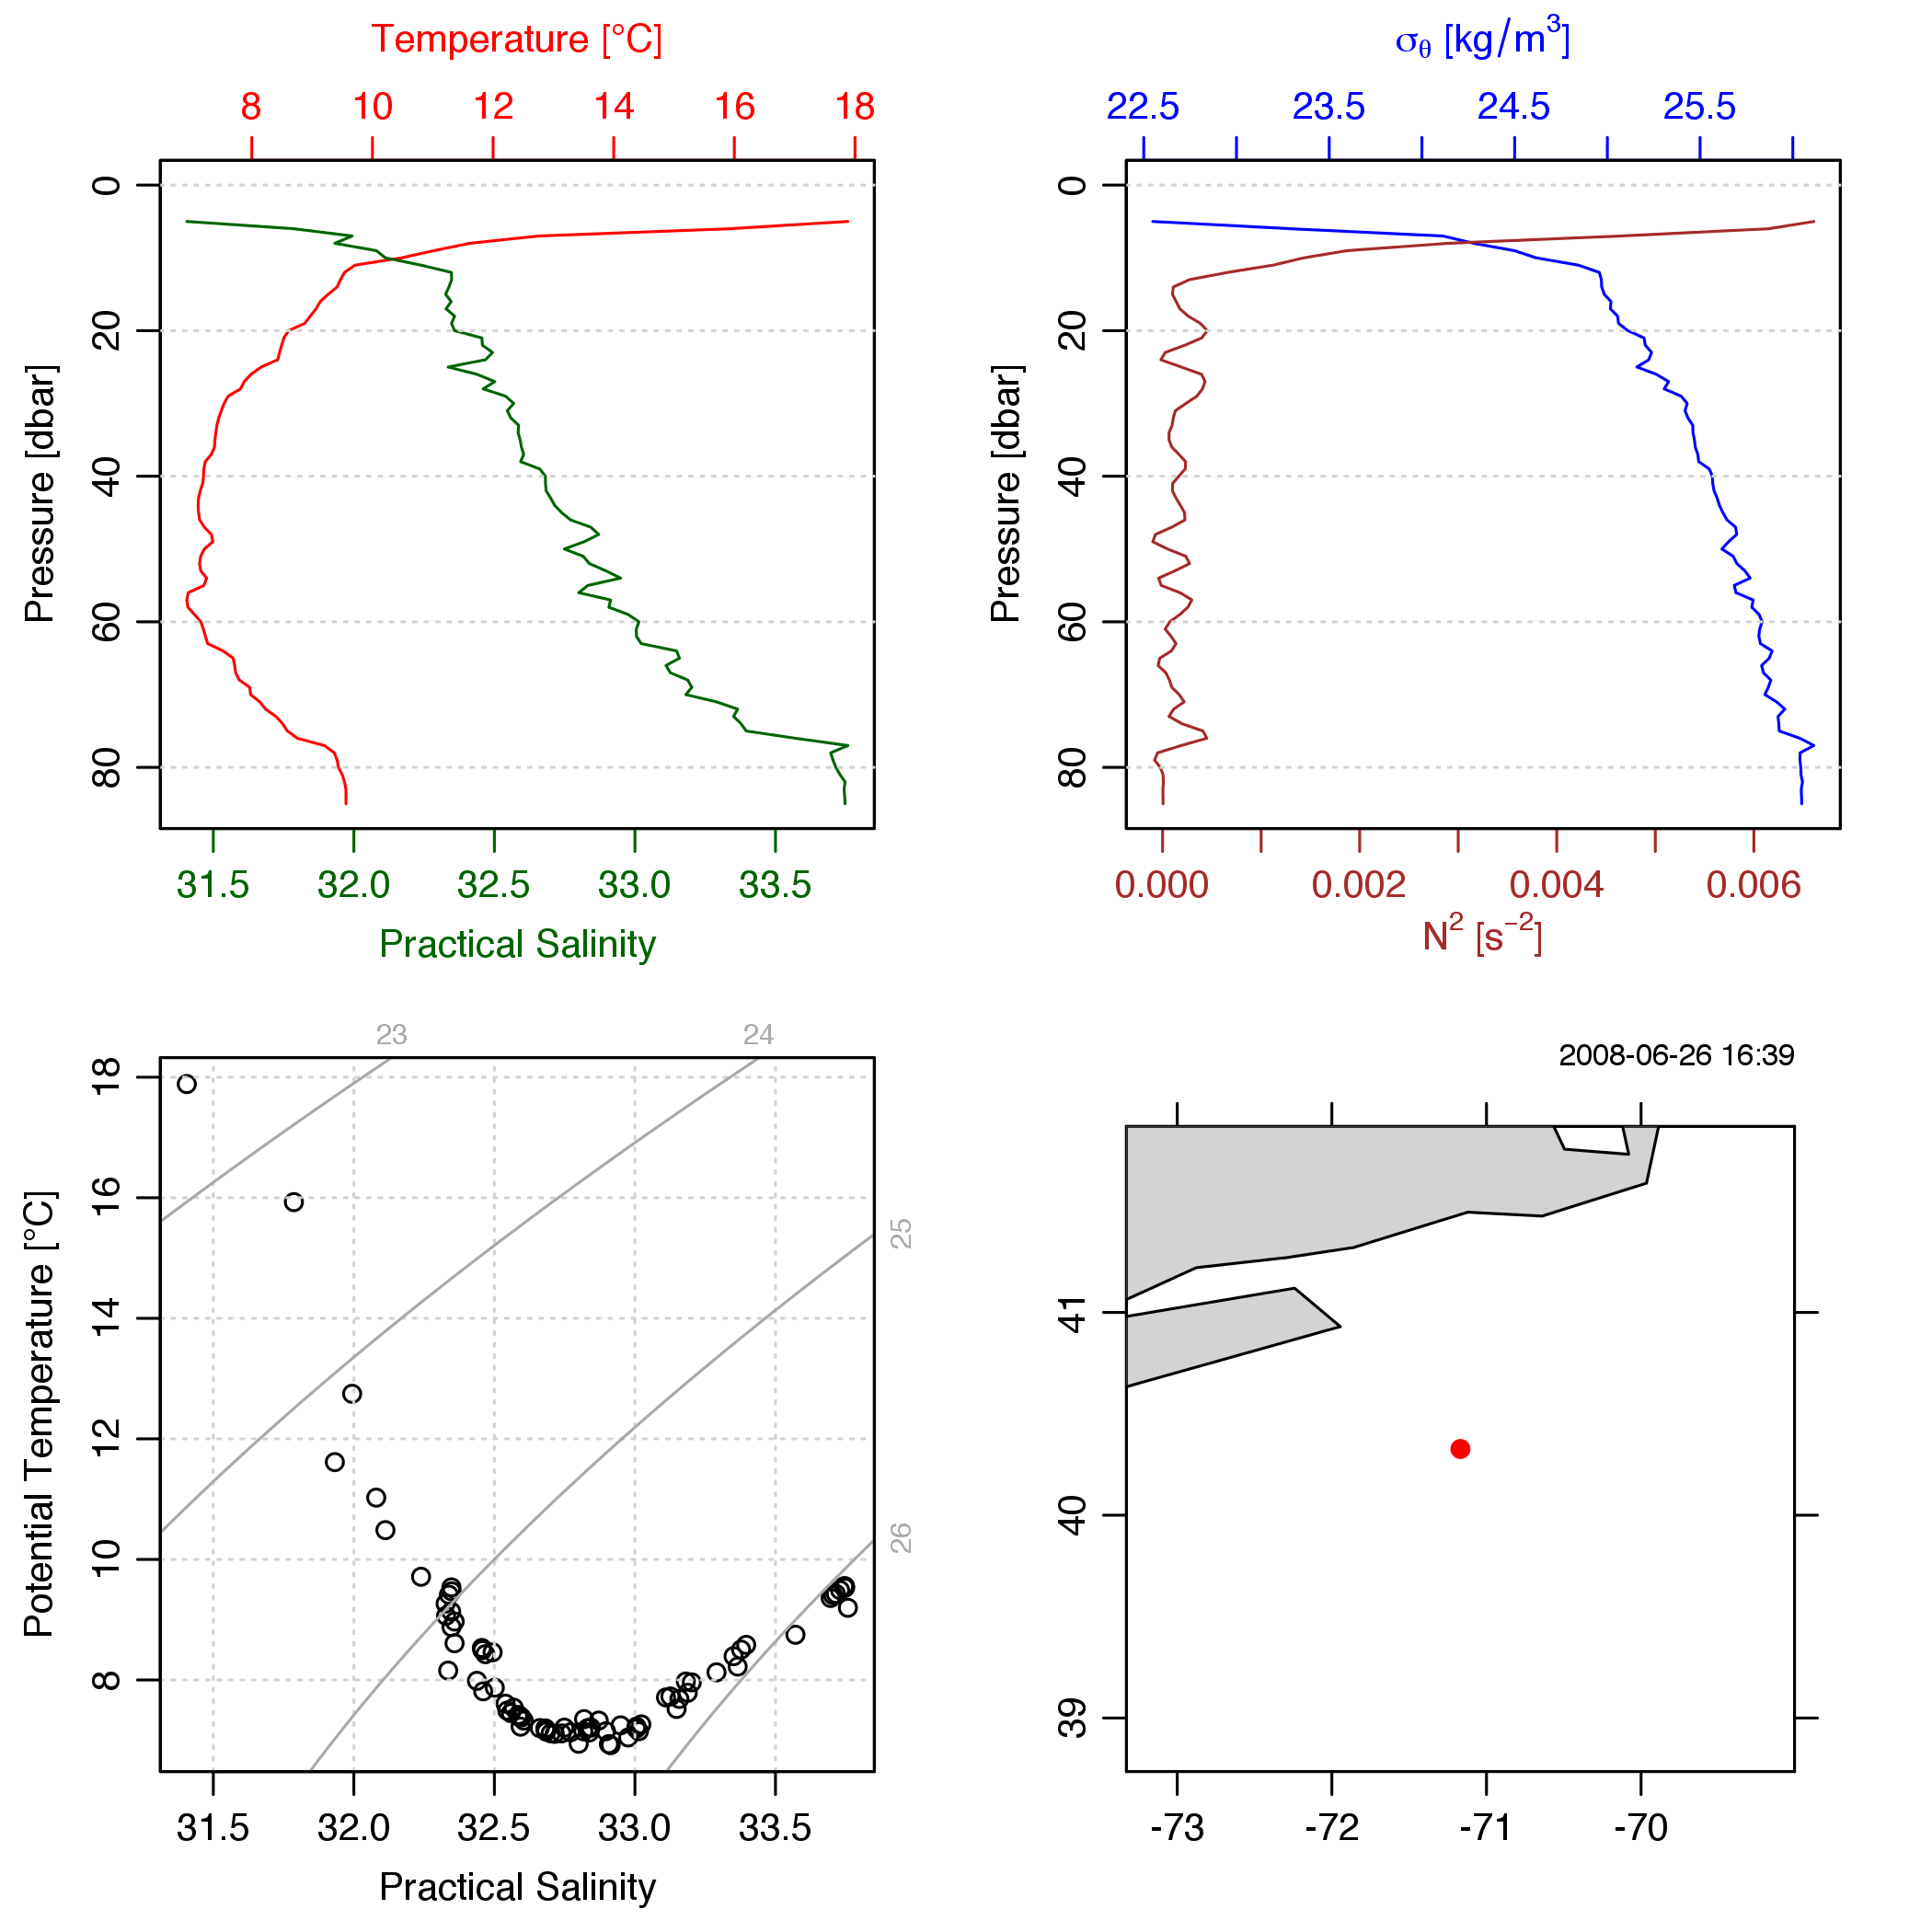 Temperature [°C]
8 10 12 14 16 18
Pressure [dbar]
0 20 40 60 80
31.5 32.0 32.5 33.0 33.5
Practical Salinity
σθ [kg/m³]
22.5 23.5 24.5 25.5
Pressure [dbar]
0 20 40 60 80
0.000 0.002 0.004 0.006
N² [s⁻²]
23 24
25
26
Potential Temperature [°C]
18 16 14 12 10 8
31.5 32.0 32.5 33.0 33.5
Practical Salinity
2008-06-26 16:39
41 40 39
-73 -72 -71 -70